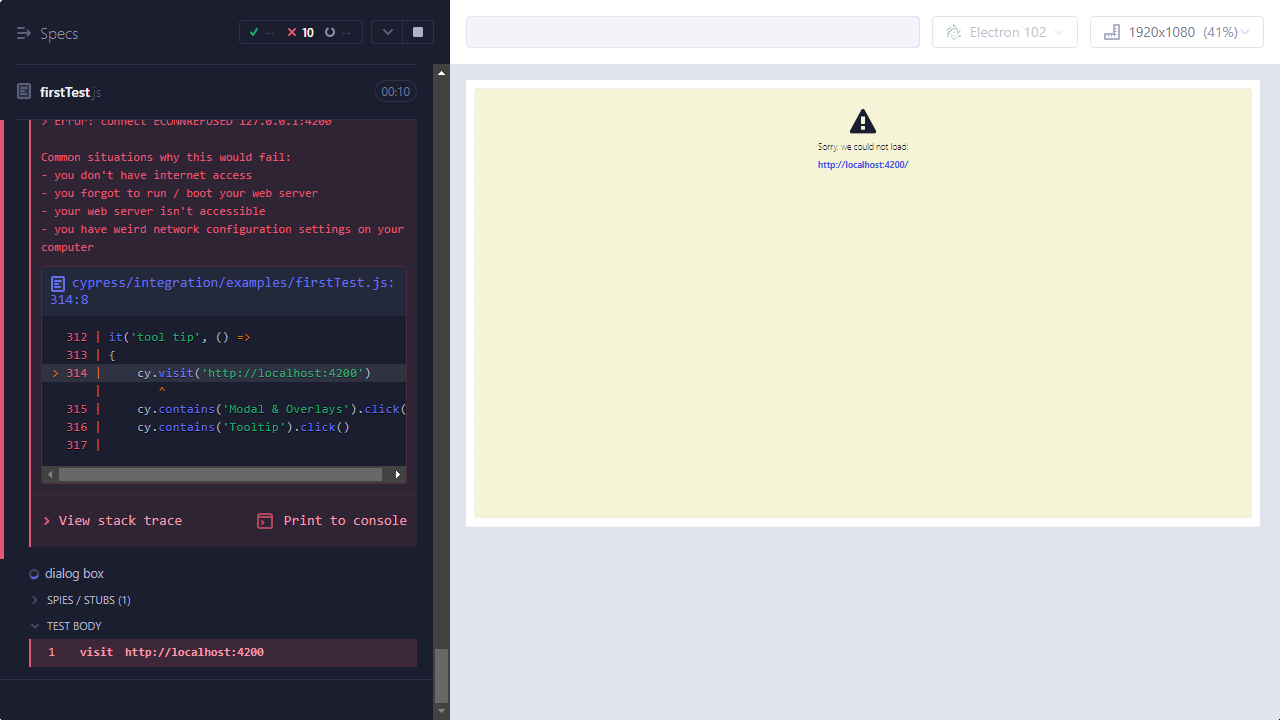 Specs
-- 10 --
Electron 102
1920x1080 (41%)
firstTest.js
00:10
> Error: connect ECONNREFUSED 127.0.0.1:4200
Common situations why this would fail:
- you don't have internet access
- you forgot to run / boot your web server
- your web server isn't accessible
- you have weird network configuration settings on your
computer
cypress/integration/examples/firstTest.js:
314:8
312 | it('tool tip', () =>
313 | {
> 314 | cy.visit('http://localhost:4200')
| ^
315 | cy.contains('Modal & Overlays').click(
316 | cy.contains('Tooltip').click()
317 |
View stack trace
Print to console
dialog box
SPIES / STUBS (1)
TEST BODY
1 visit http://localhost:4200
Sorry, we could not load:
http://localhost:4200/